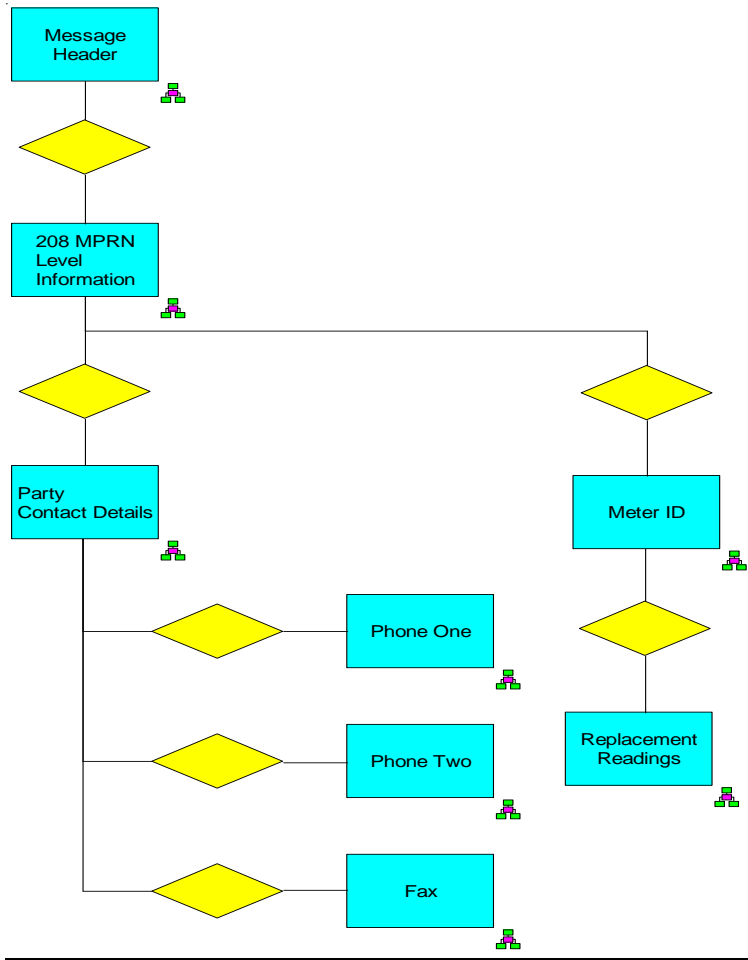 Message
Header
208 MPRN
Level
Information
Party
Contact Details
Meter ID
Phone One
Replacement
Readings
Phone Two
Fax